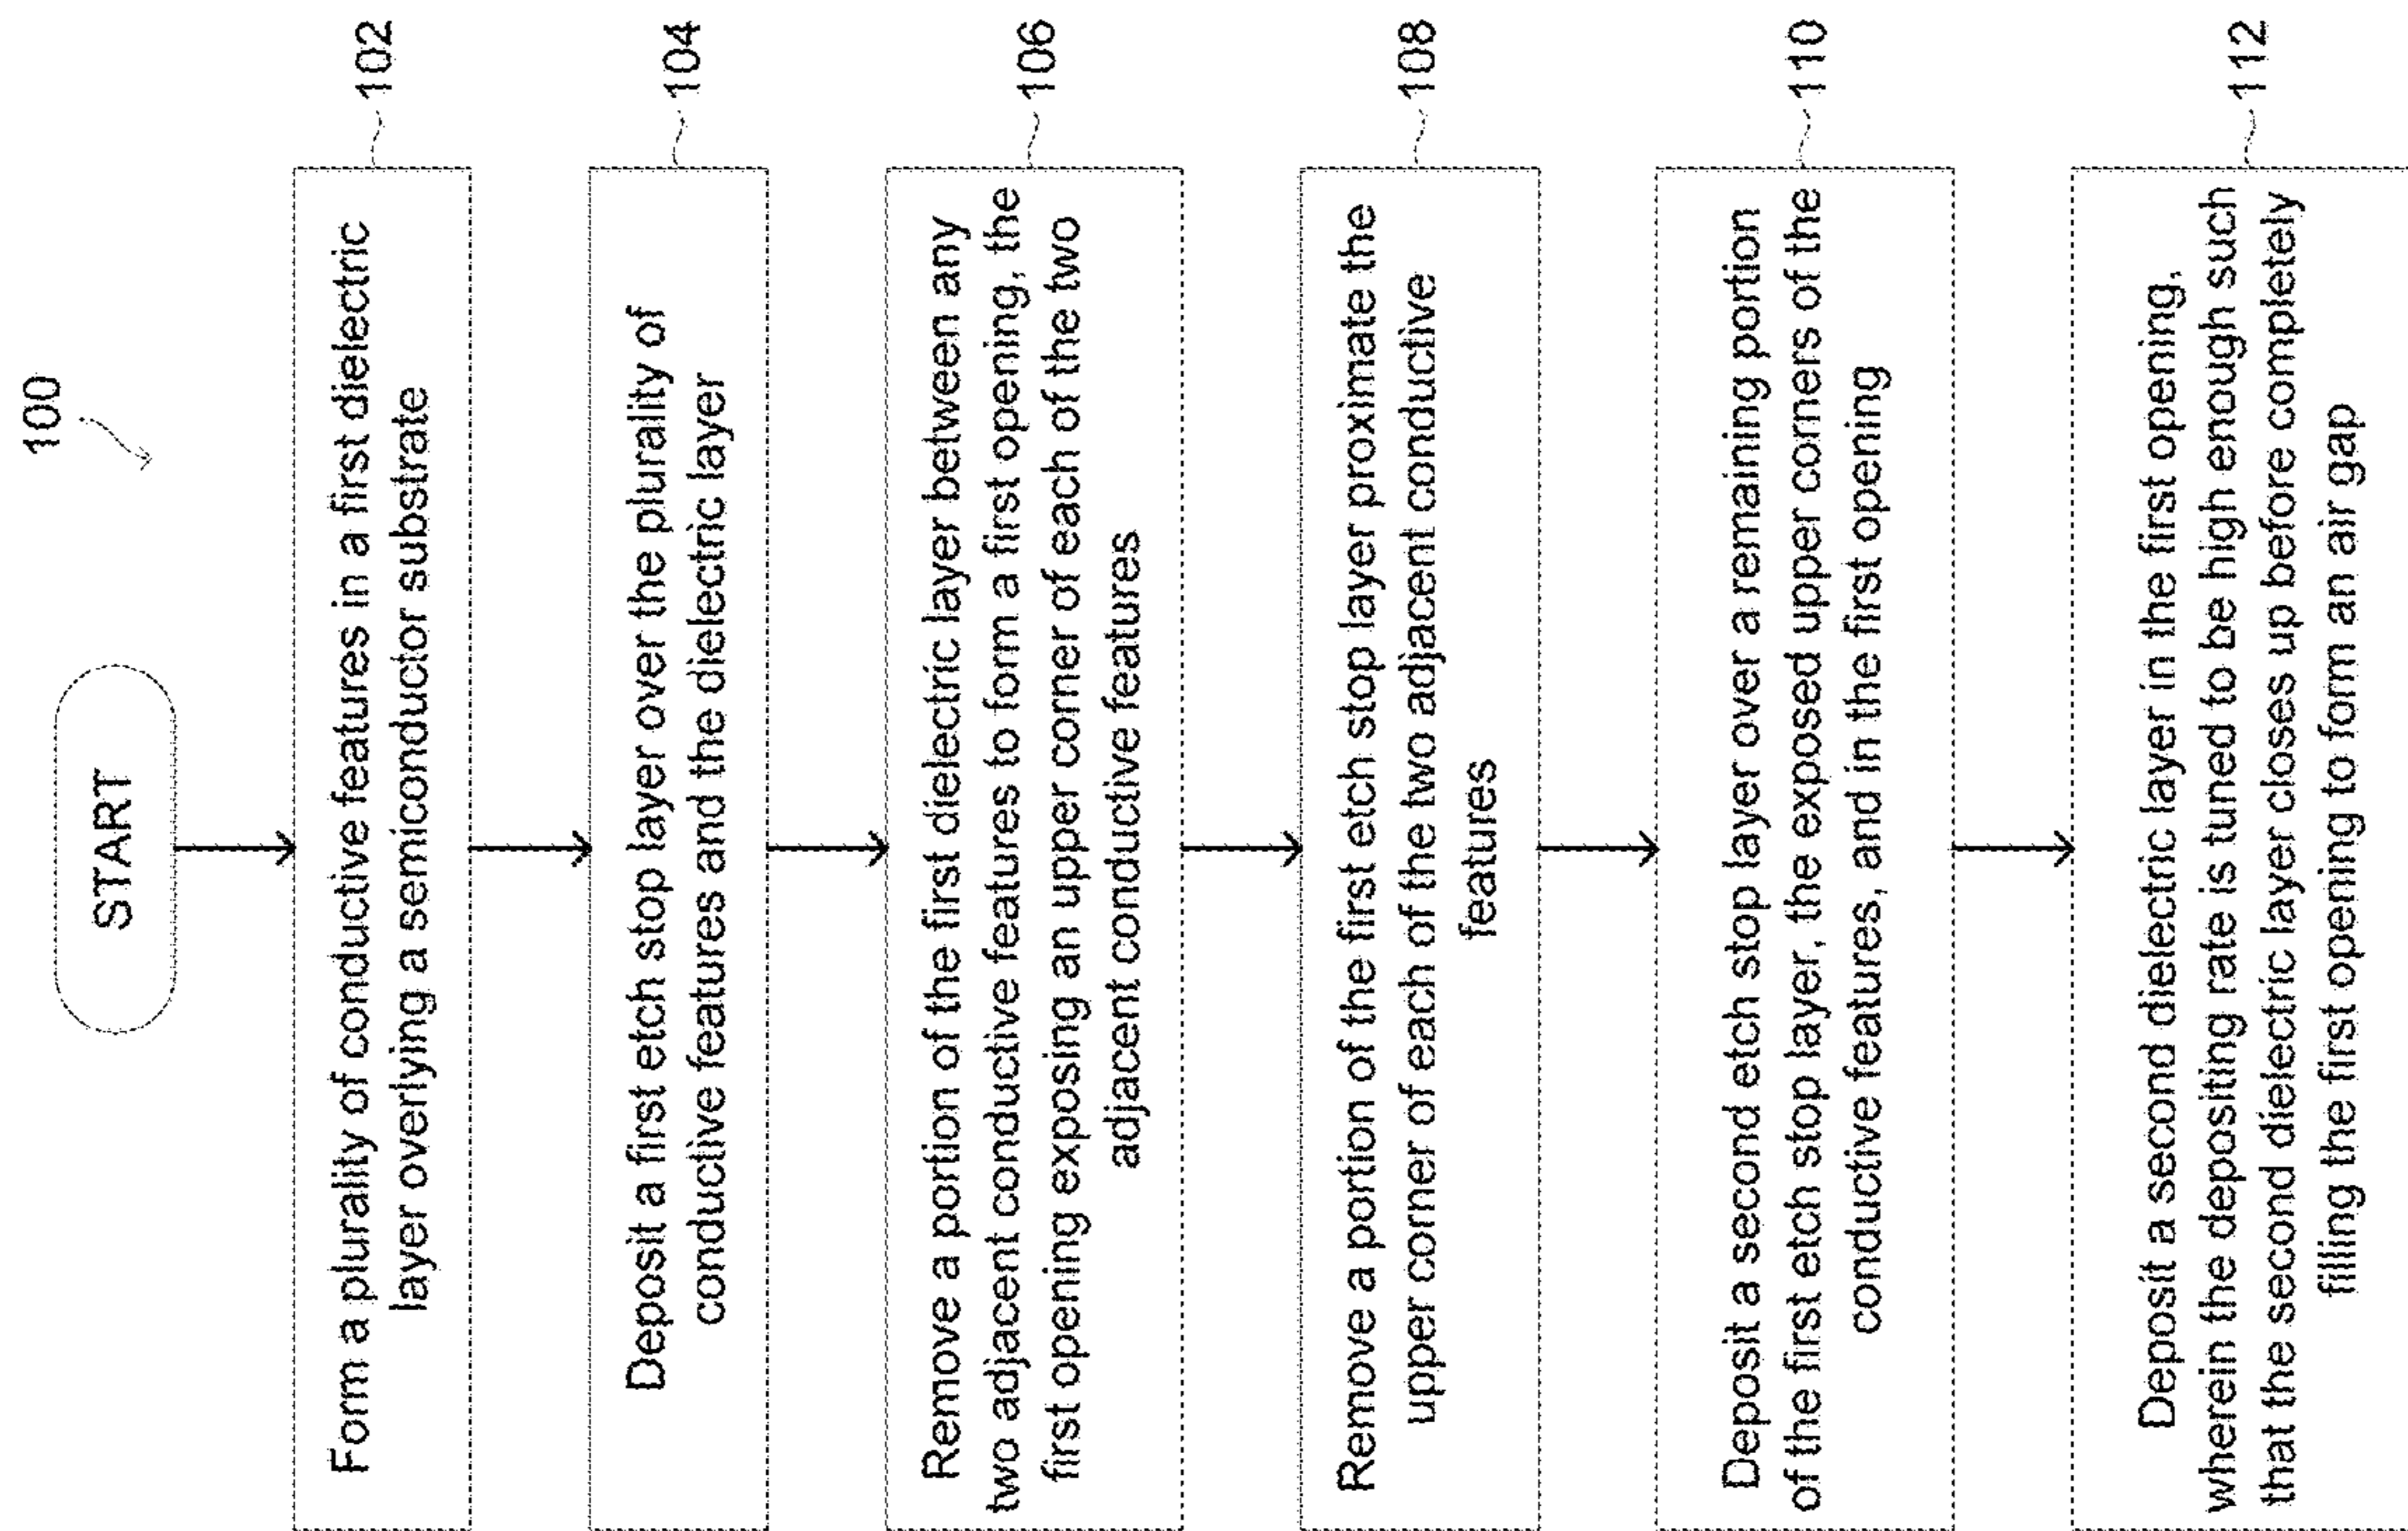 100
START
Form a plurality of conductive features in a first dielectric
layer overlying a semiconductor substrate
102
Deposit a first etch stop layer over the plurality of
conductive features and the dielectric layer
104
Remove a portion of the first dielectric layer between any
two adjacent conductive features to form a first opening, the
first opening exposing an upper corner of each of the two
adjacent conductive features
106
Remove a portion of the first etch stop layer proximate the
upper corner of each of the two adjacent conductive
features
108
Deposit a second etch stop layer over a remaining portion
of the first etch stop layer, the exposed upper corners of the
conductive features, and in the first opening
110
Deposit a second dielectric layer in the first opening,
wherein the depositing rate is tuned to be high enough such
that the second dielectric layer closes up before completely
filling the first opening to form an air gap
112